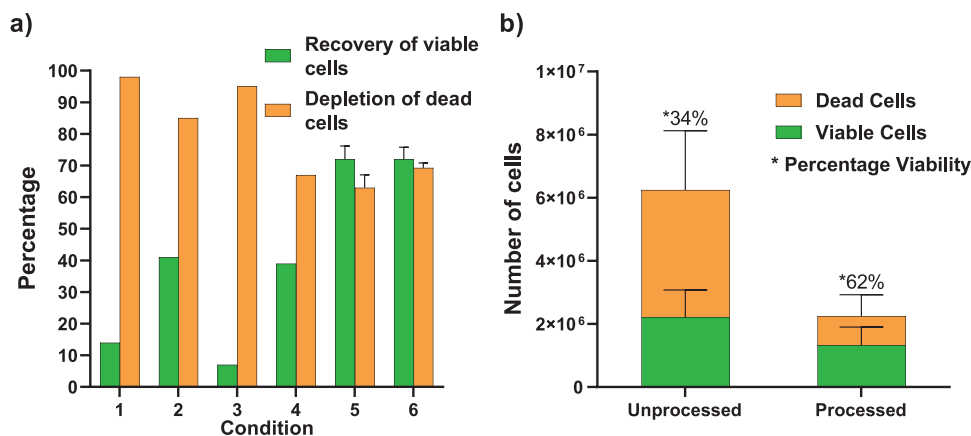 a)
Recovery of viable
cells
Depletion of dead
cells
Percentage
100
90
80
70
60
50
40
30
20
10
0
1 2 3 4 5 6
Condition
b)
Number of cells
1×10⁷
8×10⁶
6×10⁶
4×10⁶
2×10⁶
0
*34%
*62%
Dead Cells
Viable Cells
* Percentage Viability
Unprocessed Processed